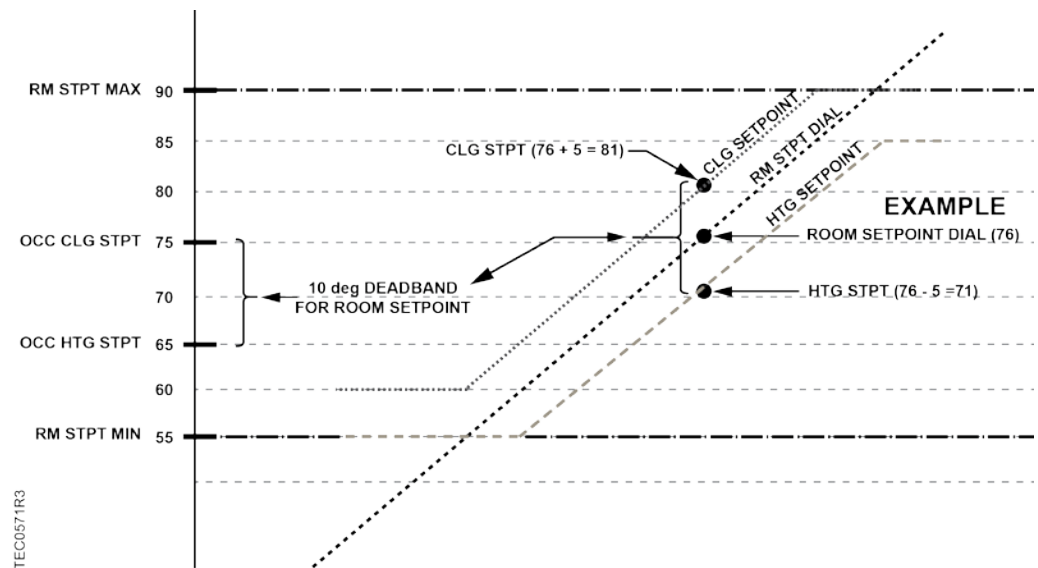 RM STPT MAX 90
85
CLG STPT (76 + 5 = 81)
CLG SETPOINT
RM STPT DIAL
HTG SETPOINT
80
EXAMPLE
OCC CLG STPT 75
ROOM SETPOINT DIAL (76)
10 deg DEADBAND
FOR ROOM SETPOINT
70
HTG STPT (76 - 5 =71)
OCC HTG STPT 65
60
RM STPT MIN 55
TEC0571R3